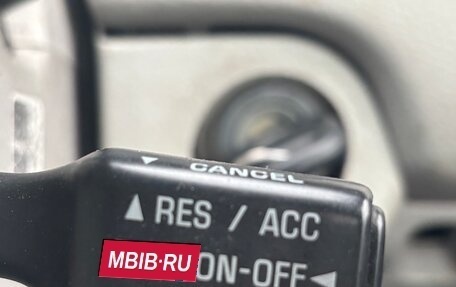 ▼ CANCEL
▲ RES / ACC
MBIB·RU ON-OFF ◄